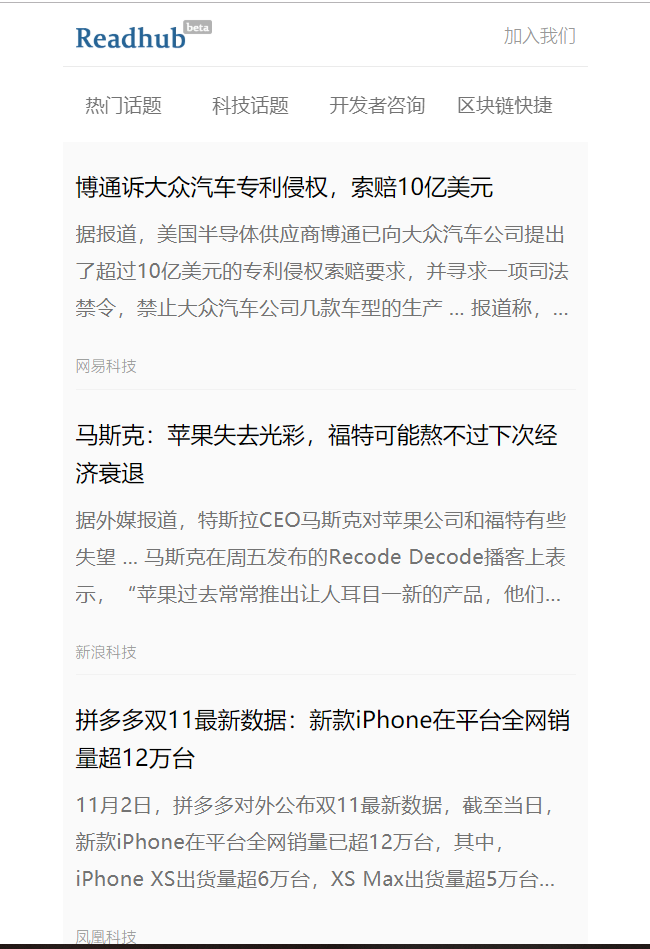 Readhub beta 加入我们
热门话题 科技话题 开发者咨询 区块链快捷
博通诉大众汽车专利侵权，索赔10亿美元
据报道，美国半导体供应商博通已向大众汽车公司提出
了超过10亿美元的专利侵权索赔要求，并寻求一项司法
禁令，禁止大众汽车公司几款车型的生产 ... 报道称，...
网易科技
马斯克：苹果失去光彩，福特可能熬不过下次经
济衰退
据外媒报道，特斯拉CEO马斯克对苹果公司和福特有些
失望 ... 马斯克在周五发布的Recode Decode播客上表
示，“苹果过去常常推出让人耳目一新的产品，他们...
新浪科技
拼多多双11最新数据：新款iPhone在平台全网销
量超12万台
11月2日，拼多多对外公布双11最新数据，截至当日，
新款iPhone在平台全网销量已超12万台，其中，
iPhone XS出货量超6万台，XS Max出货量超5万台...
凤凰科技